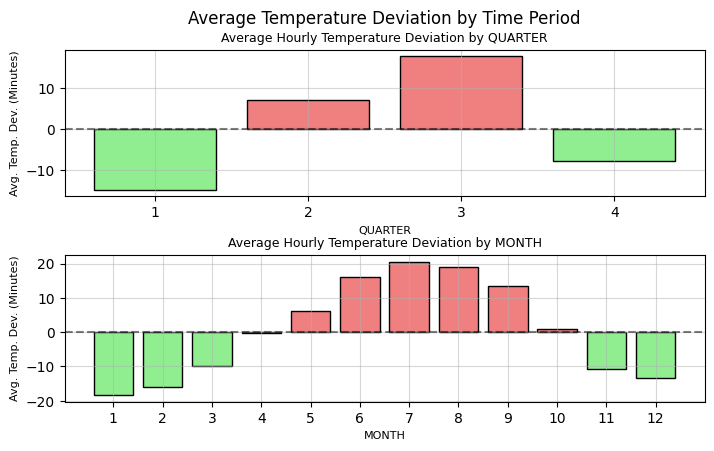 Average Temperature Deviation by Time Period
Average Hourly Temperature Deviation by QUARTER
Avg. Temp. Dev. (Minutes)
10
0
−10
1 2 3 4
QUARTER
Average Hourly Temperature Deviation by MONTH
Avg. Temp. Dev. (Minutes)
20
10
0
−10
−20
1 2 3 4 5 6 7 8 9 10 11 12
MONTH